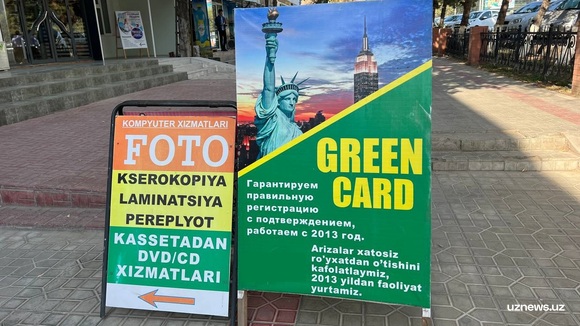 KOMPYUTER XIZMATLARI
FOTO
KSEROKOPIYA
LAMINATSIYA
PEREPLYOT
KASSETADAN
DVD/CD
XIZMATLARI
GREEN
CARD
Гарантируем
правильную
регистрацию
с подтверждением,
работаем с 2013 год.
Arizalar xatosiz
ro'yxatdan o'tishini
kafolatlaymiz,
2013 yildan faoliyat
yurtamiz.
uznews.uz